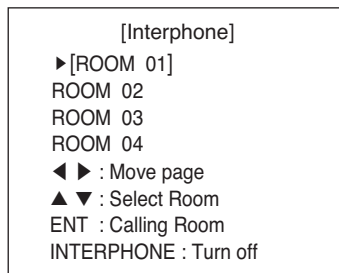 [Interphone]
▶[ROOM 01]
ROOM 02
ROOM 03
ROOM 04
◀ ▶ : Move page
▲ ▼ : Select Room
ENT : Calling Room
INTERPHONE : Turn off